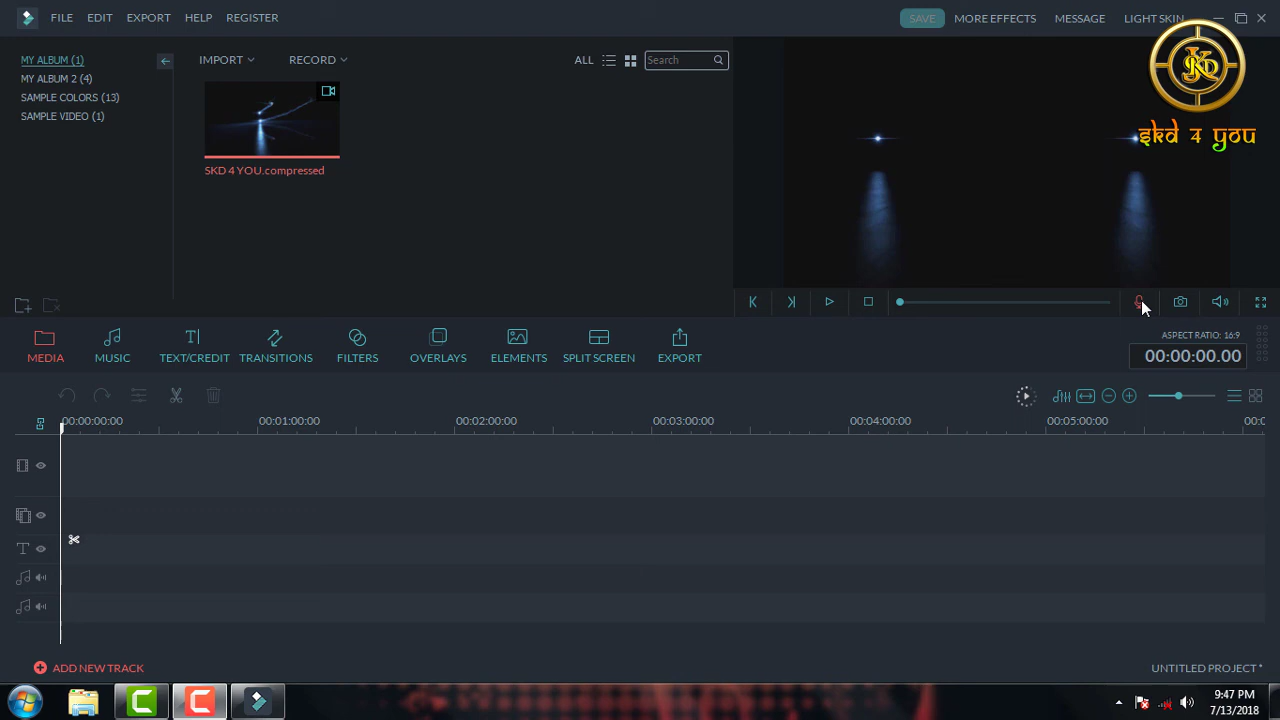 FILE EDIT EXPORT HELP REGISTER SAVE MORE EFFECTS MESSAGE LIGHT SKIN
MY ALBUM (1)
MY ALBUM 2 (4)
SAMPLE COLORS (13)
SAMPLE VIDEO (1)
IMPORT RECORD ALL Search
SKD 4 YOU.compressed
SKD
skd 4 you
MEDIA MUSIC TEXT/CREDIT TRANSITIONS FILTERS OVERLAYS ELEMENTS SPLIT SCREEN EXPORT
ASPECT RATIO: 16:9
00:00:00.00
00:00:00:00 00:01:00:00 00:02:00:00 00:03:00:00 00:04:00:00 00:05:00:00 00:0
ADD NEW TRACK
UNTITLED PROJECT *
9:47 PM
7/13/2018